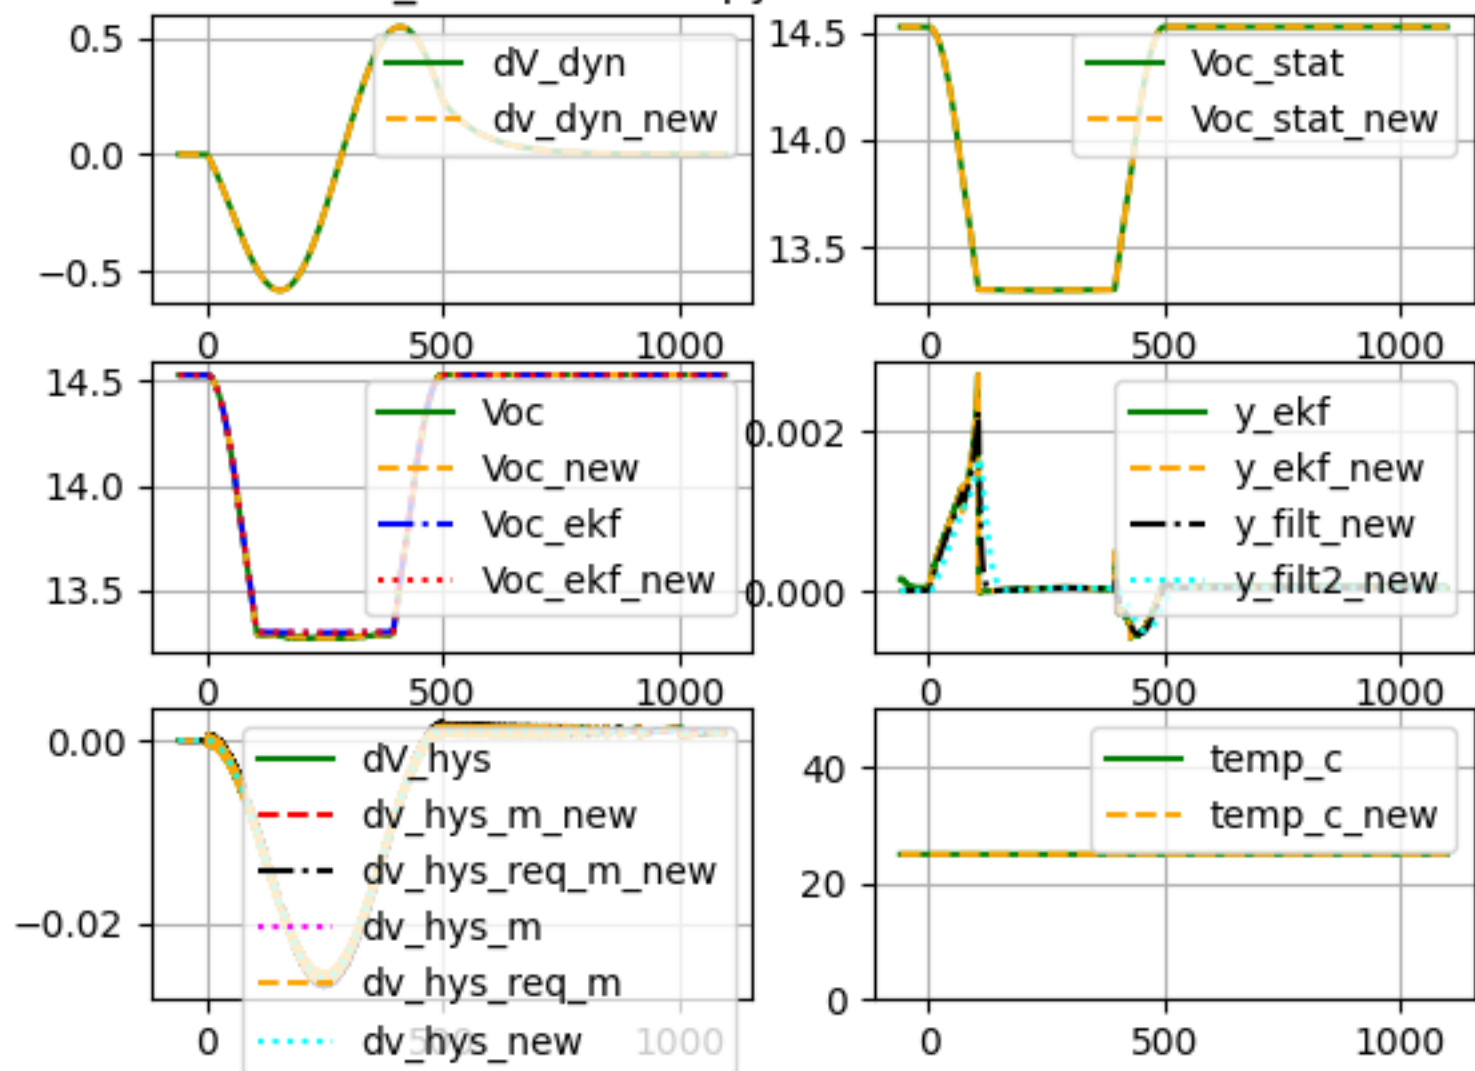 0.5
0.0
−0.5
dV_dyn
dv_dyn_new
0
500
1000
14.5
14.0
13.5
Voc_stat
Voc_stat_new
0
500
1000
14.5
14.0
13.5
Voc
Voc_new
Voc_ekf
Voc_ekf_new
0
500
1000
0.002
0.000
y_ekf
y_ekf_new
y_filt_new
y_filt2_new
0
500
1000
0.00
−0.02
dV_hys
dv_hys_m_new
dv_hys_req_m_new
dv_hys_m
dv_hys_req_m
dv_hys_new
0
500
1000
40
20
0
temp_c
temp_c_new
0
500
1000